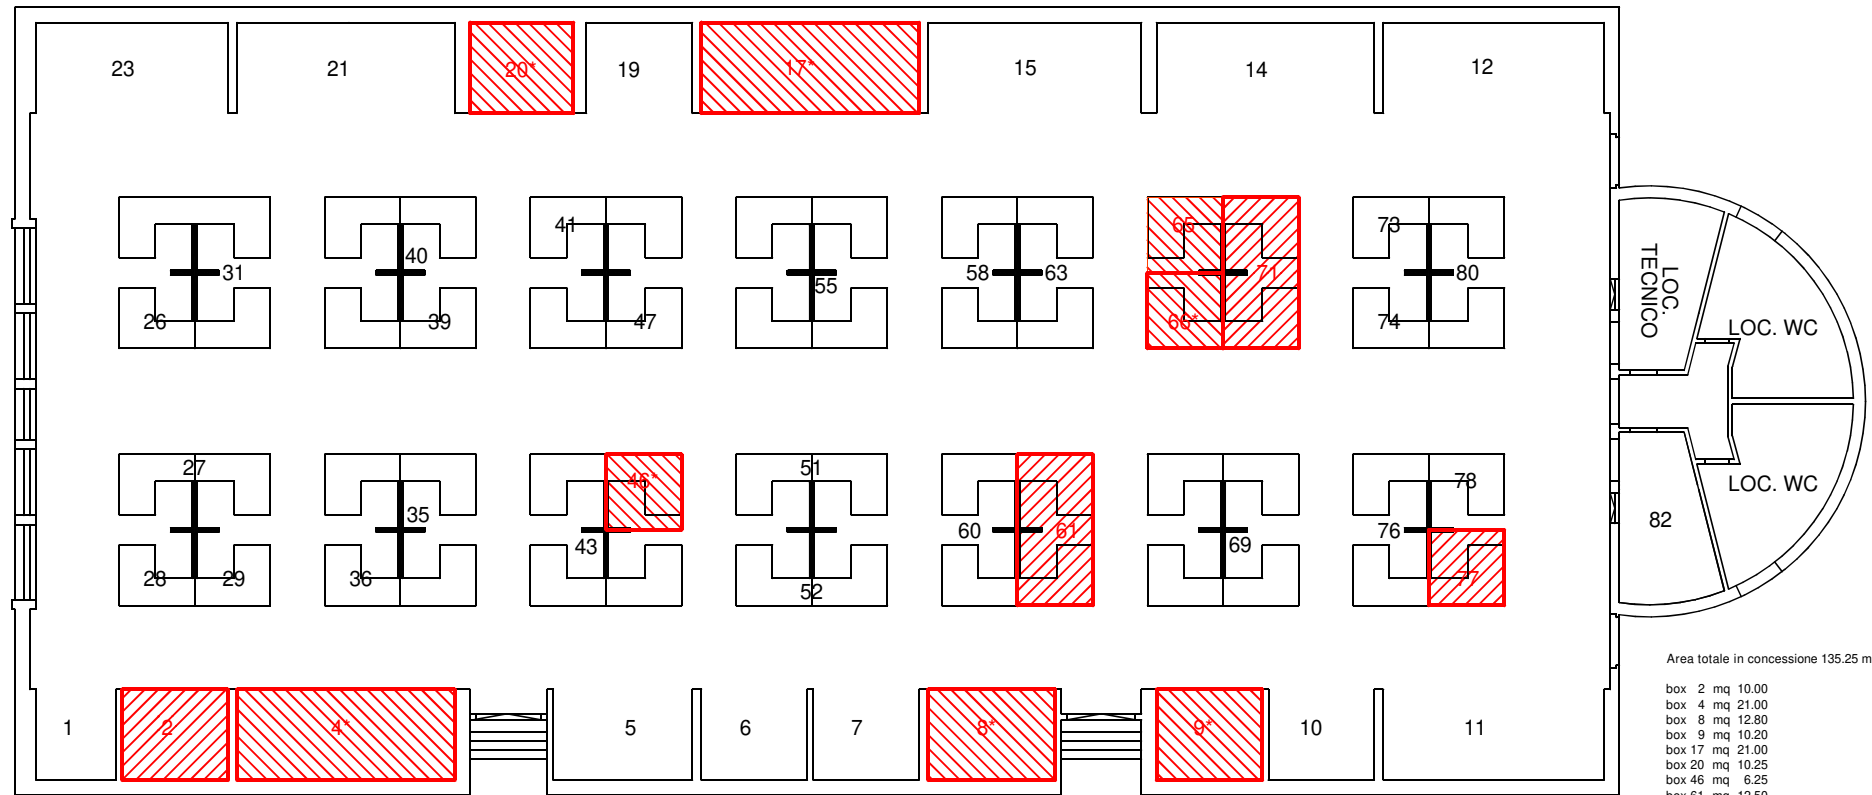 23 21 20* 19 17* 15 14 12
41 65 73
40
31 58 63 71 80
55
26 39 47 66* 74
LOC.
TECNICO
LOC. WC
27 51
46* 78
35
60 61 76
43 69
28 29 36 52 77
82
LOC. WC
1 2 4* 5 6 7 8* 9* 10 11
Area totale in concessione 135.25 m
box 2 mq 10.00
box 4 mq 21.00
box 8 mq 12.80
box 9 mq 10.20
box 17 mq 21.00
box 20 mq 10.25
box 46 mq 6.25
box 61 mq 12.50